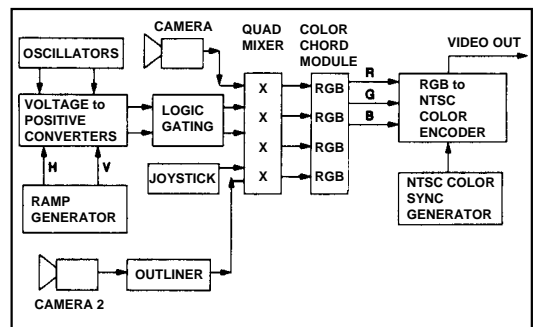 CAMERA
QUAD
MIXER
COLOR
CHORD
MODULE
VIDEO OUT
OSCILLATORS
VOLTAGE to
POSITIVE
CONVERTERS
LOGIC
GATING
X
X
X
X
RGB
RGB
RGB
RGB
R
G
B
RGB to
NTSC
COLOR
ENCODER
H
V
RAMP
GENERATOR
JOYSTICK
NTSC COLOR
SYNC
GENERATOR
OUTLINER
CAMERA 2